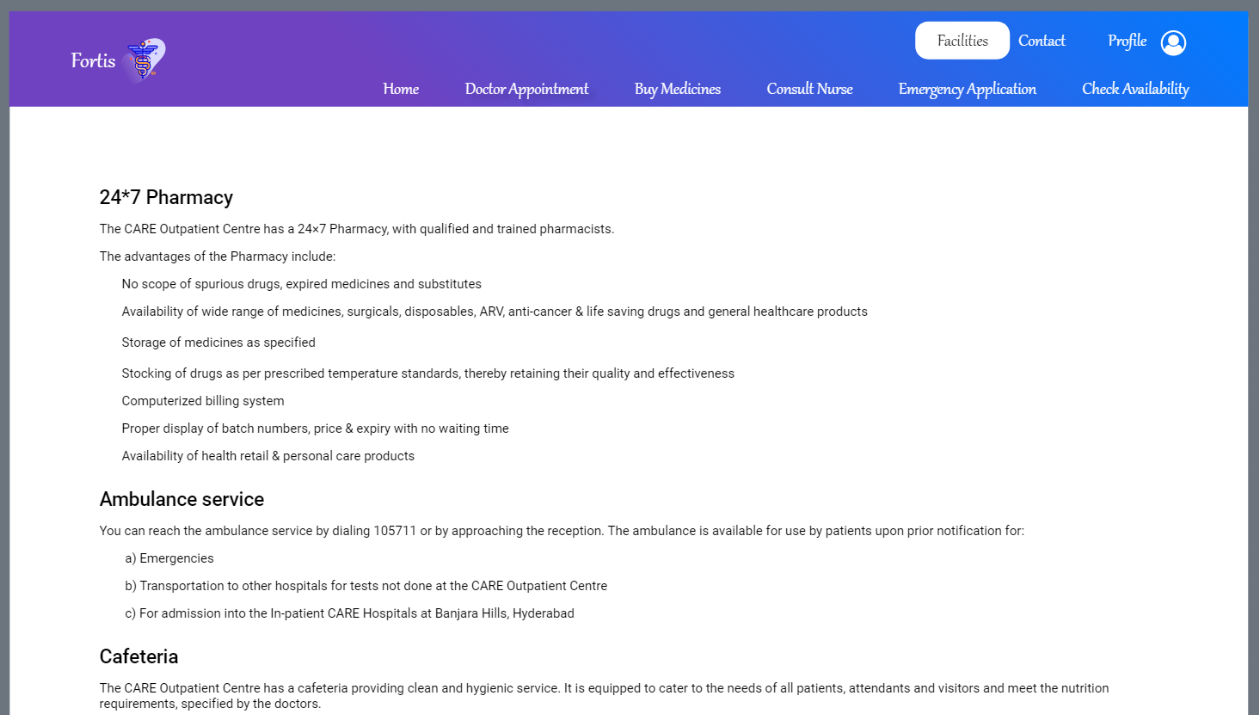 Facilities Contact Profile
Fortis
Home Doctor Appointment Buy Medicines Consult Nurse Emergency Application Check Availability
24*7 Pharmacy
The CARE Outpatient Centre has a 24×7 Pharmacy, with qualified and trained pharmacists.
The advantages of the Pharmacy include:
No scope of spurious drugs, expired medicines and substitutes
Availability of wide range of medicines, surgicals, disposables, ARV, anti-cancer & life saving drugs and general healthcare products
Storage of medicines as specified
Stocking of drugs as per prescribed temperature standards, thereby retaining their quality and effectiveness
Computerized billing system
Proper display of batch numbers, price & expiry with no waiting time
Availability of health retail & personal care products
Ambulance service
You can reach the ambulance service by dialing 105711 or by approaching the reception. The ambulance is available for use by patients upon prior notification for:
a) Emergencies
b) Transportation to other hospitals for tests not done at the CARE Outpatient Centre
c) For admission into the In-patient CARE Hospitals at Banjara Hills, Hyderabad
Cafeteria
The CARE Outpatient Centre has a cafeteria providing clean and hygienic service. It is equipped to cater to the needs of all patients, attendants and visitors and meet the nutrition
requirements, specified by the doctors.